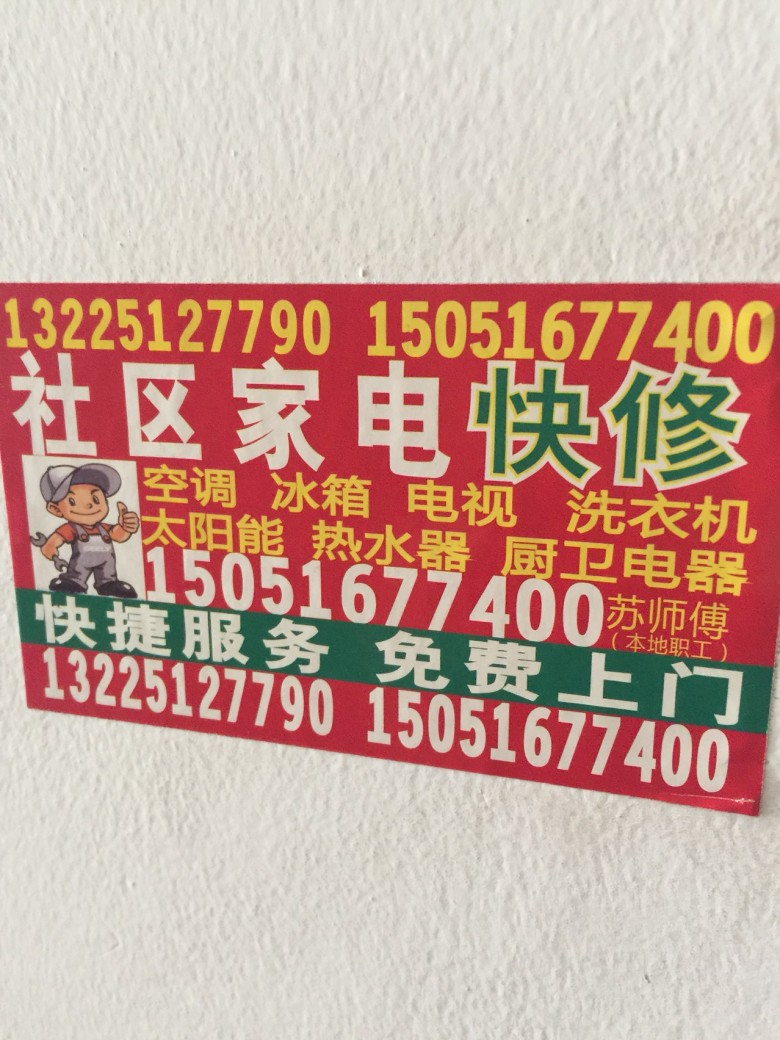 13225127790 15051677400
社区家电快修
空调 冰箱 电视 洗衣机
太阳能 热水器 厨卫电器
15051677400 苏师傅
（本地职工）
快捷服务 免费上门
13225127790 15051677400